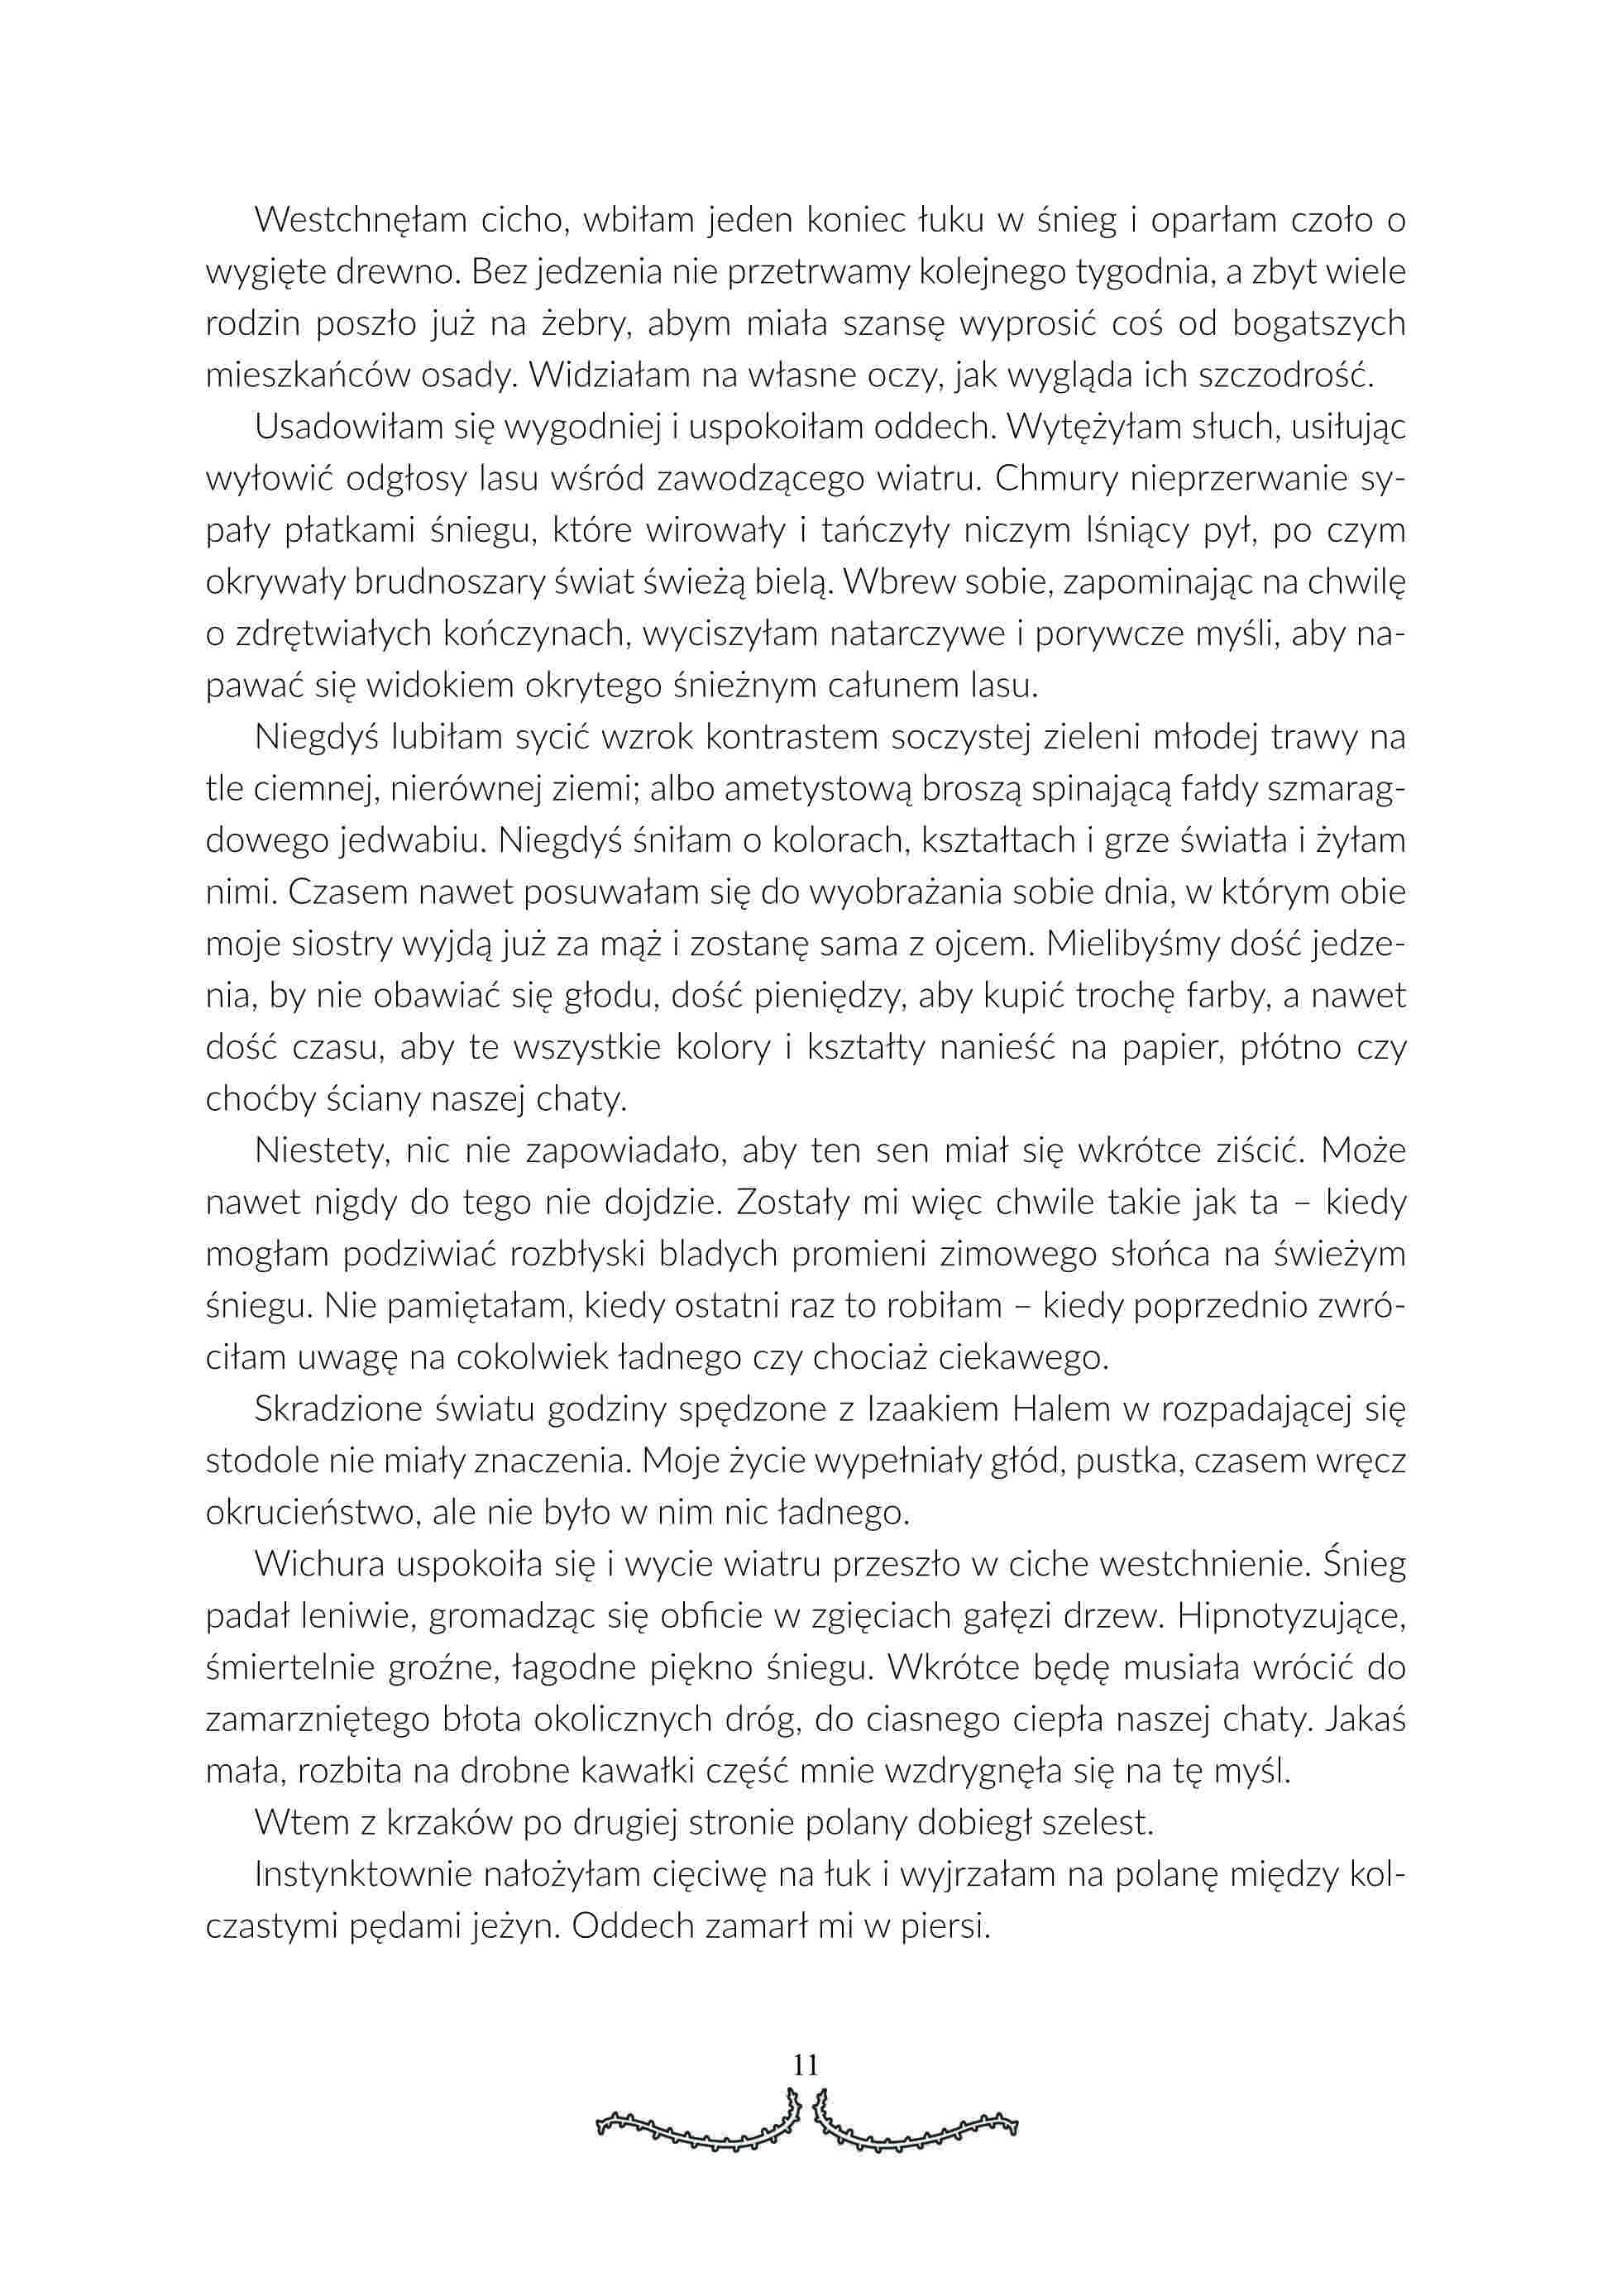 Westchnęłam cicho, wbiłam jeden koniec łuku w śnieg i oparłam czoło o
wygięte drewno. Bez jedzenia nie przetrwamy kolejnego tygodnia, a zbyt wiele
rodzin poszło już na żebry, abym miała szansę wyprosić coś od bogatszych
mieszkańców osady. Widziałam na własne oczy, jak wygląda ich szczodrość.
Usadowiłam się wygodniej i uspokoiłam oddech. Wytężyłam słuch, usiłując
wyłowić odgłosy lasu wśród zawodzącego wiatru. Chmury nieprzerwanie sy-
pały płatkami śniegu, które wirowały i tańczyły niczym lśniący pył, po czym
okrywały brudnoszary świat świeżą bielą. Wbrew sobie, zapominając na chwilę
o zdrętwiałych kończynach, wyciszyłam natarczywe i porywcze myśli, aby na-
pawać się widokiem okrytego śnieżnym całunem lasu.
Niegdyś lubiłam sycić wzrok kontrastem soczystej zieleni młodej trawy na
tle ciemnej, nierównej ziemi; albo ametystową broszą spinającą fałdy szmarag-
dowego jedwabiu. Niegdyś śniłam o kolorach, kształtach i grze światła i żyłam
nimi. Czasem nawet posuwałam się do wyobrażania sobie dnia, w którym obie
moje siostry wyjdą już za mąż i zostanę sama z ojcem. Mielibyśmy dość jedze-
nia, by nie obawiać się głodu, dość pieniędzy, aby kupić trochę farby, a nawet
dość czasu, aby te wszystkie kolory i kształty nanieść na papier, płótno czy
choćby ściany naszej chaty.
Niestety, nic nie zapowiadało, aby ten sen miał się wkrótce ziścić. Może
nawet nigdy do tego nie dojdzie. Zostały mi więc chwile takie jak ta – kiedy
mogłam podziwiać rozbłyski bladych promieni zimowego słońca na świeżym
śniegu. Nie pamiętałam, kiedy ostatni raz to robiłam – kiedy poprzednio zwró-
ciłam uwagę na cokolwiek ładnego czy chociaż ciekawego.
Skradzione światu godziny spędzone z Izaakiem Halem w rozpadającej się
stodole nie miały znaczenia. Moje życie wypełniały głód, pustka, czasem wręcz
okrucieństwo, ale nie było w nim nic ładnego.
Wichura uspokoiła się i wycie wiatru przeszło w ciche westchnienie. Śnieg
padał leniwie, gromadząc się obficie w zgięciach gałęzi drzew. Hipnotyzujące,
śmiertelnie groźne, łagodne piękno śniegu. Wkrótce będę musiała wrócić do
zamarzniętego błota okolicznych dróg, do ciasnego ciepła naszej chaty. Jakaś
mała, rozbita na drobne kawałki część mnie wzdrygnęła się na tę myśl.
Wtem z krzaków po drugiej stronie polany dobiegł szelest.
Instynktownie nałożyłam cięciwę na łuk i wyjrzałam na polanę między kol-
czastymi pędami jeżyn. Oddech zamarł mi w piersi.
11